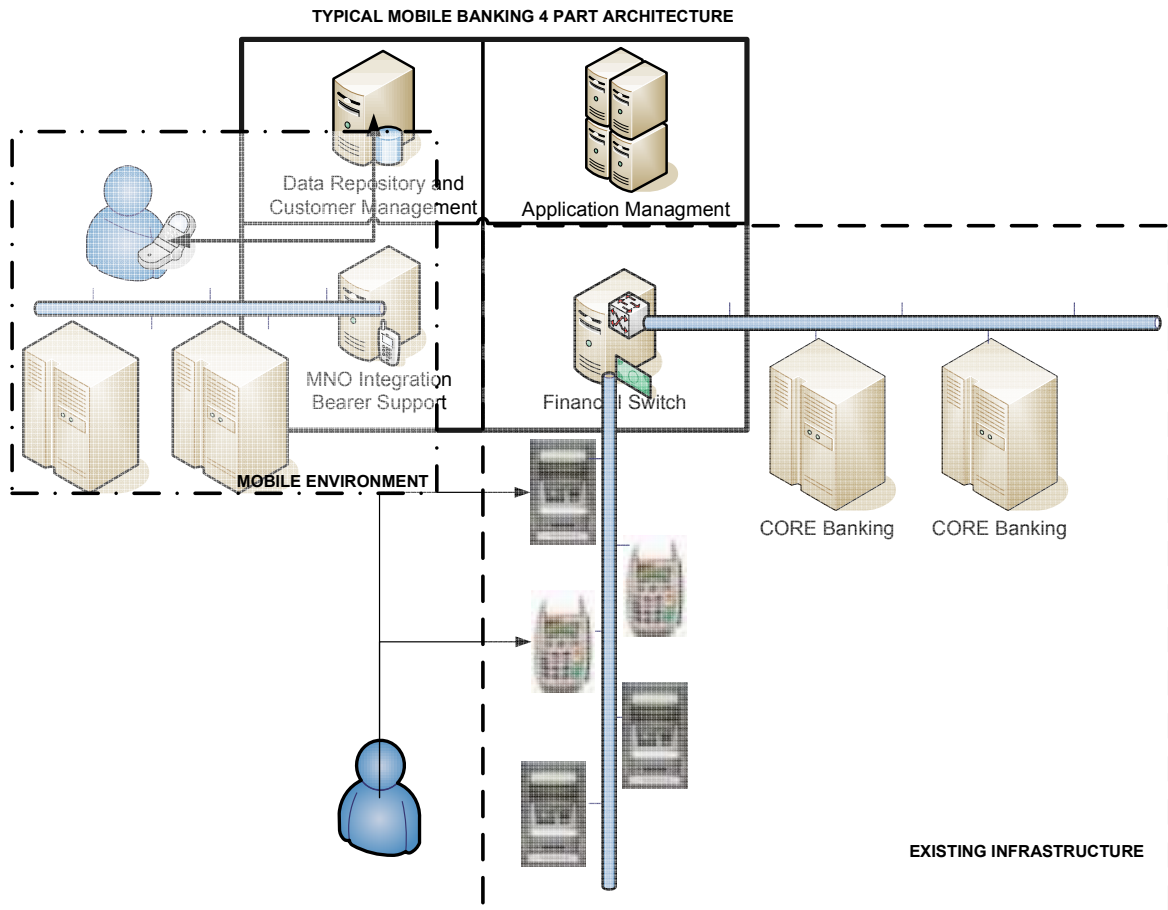 TYPICAL MOBILE BANKING 4 PART ARCHITECTURE
Data Repository and
Customer Management
Application Managment
MNO Integration
Bearer Support
Financial Switch
MOBILE ENVIRONMENT
CORE Banking
CORE Banking
EXISTING INFRASTRUCTURE